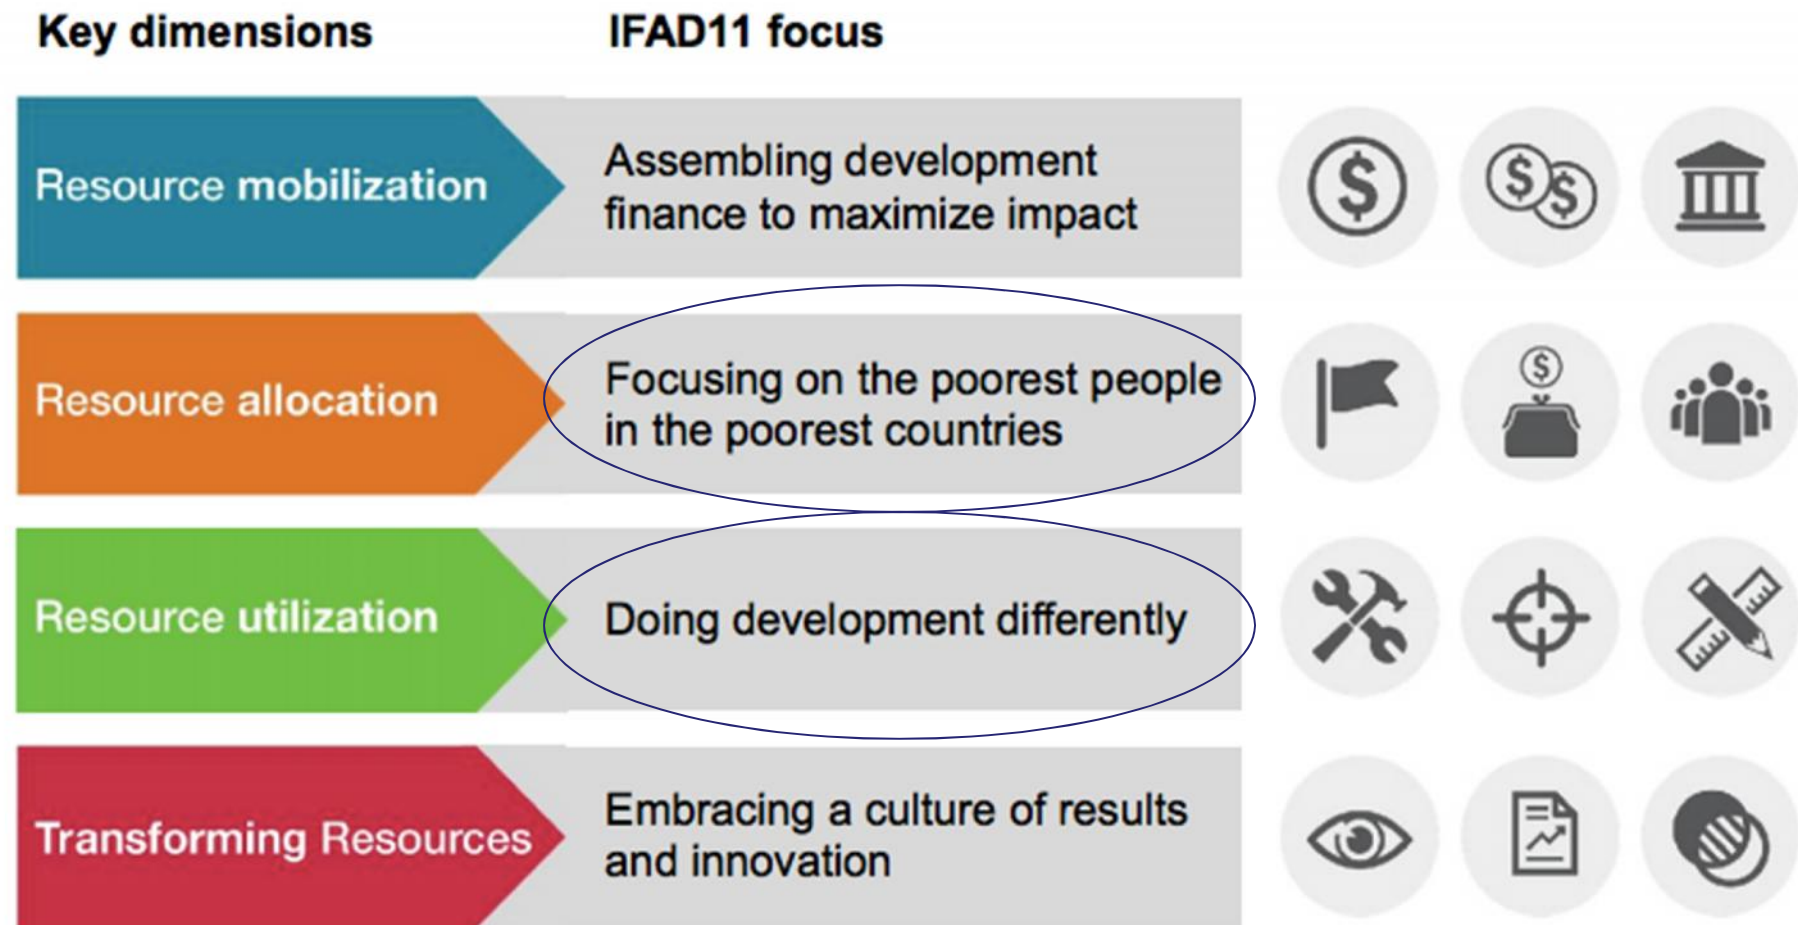 Key dimensions
IFAD11 focus
Resource mobilization
Assembling development
finance to maximize impact
$
$
$
Resource allocation
Focusing on the poorest people
in the poorest countries
$
Resource utilization
Doing development differently
Transforming Resources
Embracing a culture of results
and innovation